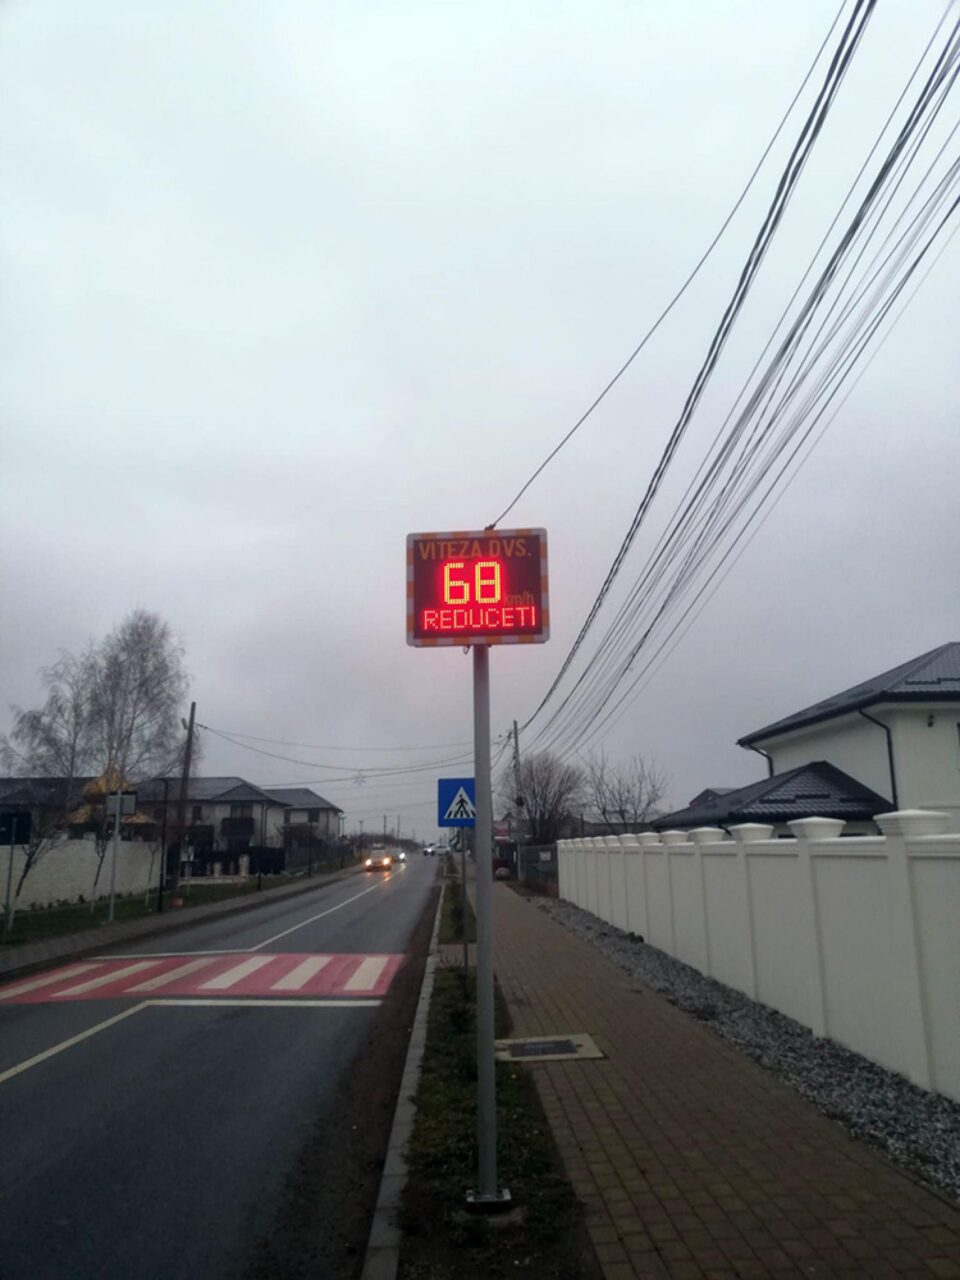 VITEZA DVS.
68 km/h
REDUCETI